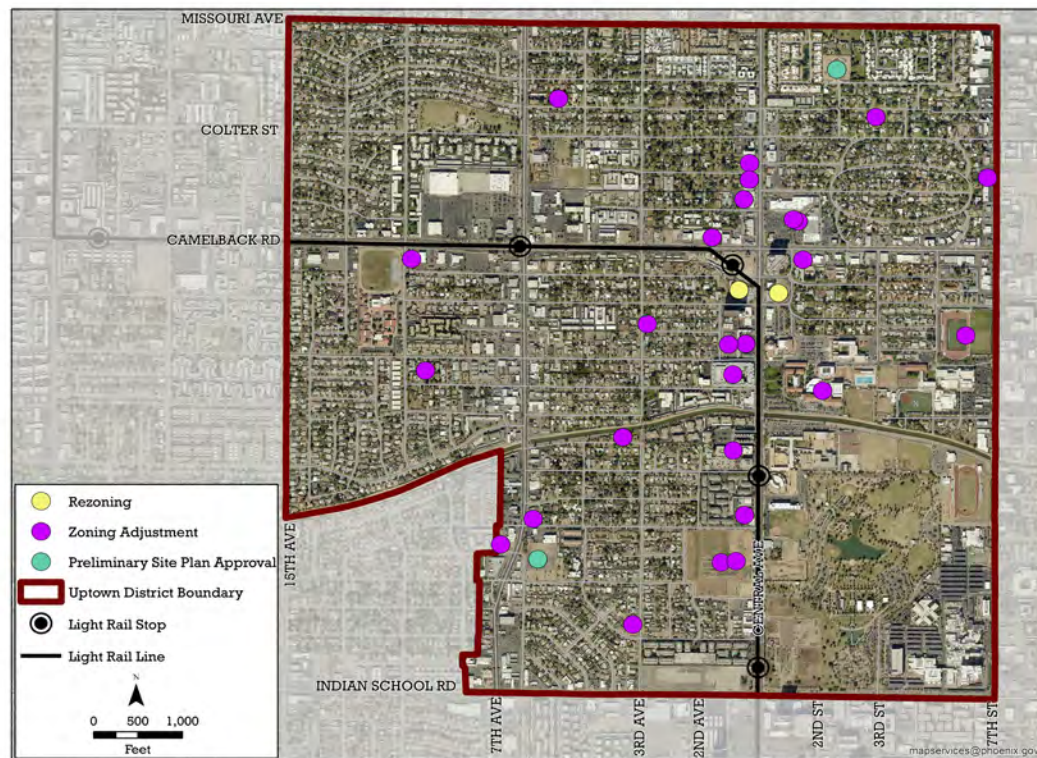 MISSOURI AVE
COLTER ST
CAMELBACK RD
15TH AVE
INDIAN SCHOOL RD
7TH AVE
3RD AVE
2ND AVE
CENTRAL AVE
2ND ST
3RD ST
7TH ST
Rezoning
Zoning Adjustment
Preliminary Site Plan Approval
Uptown District Boundary
Light Rail Stop
Light Rail Line
N
0 500 1,000
Feet
mapservices@phoenix.gov